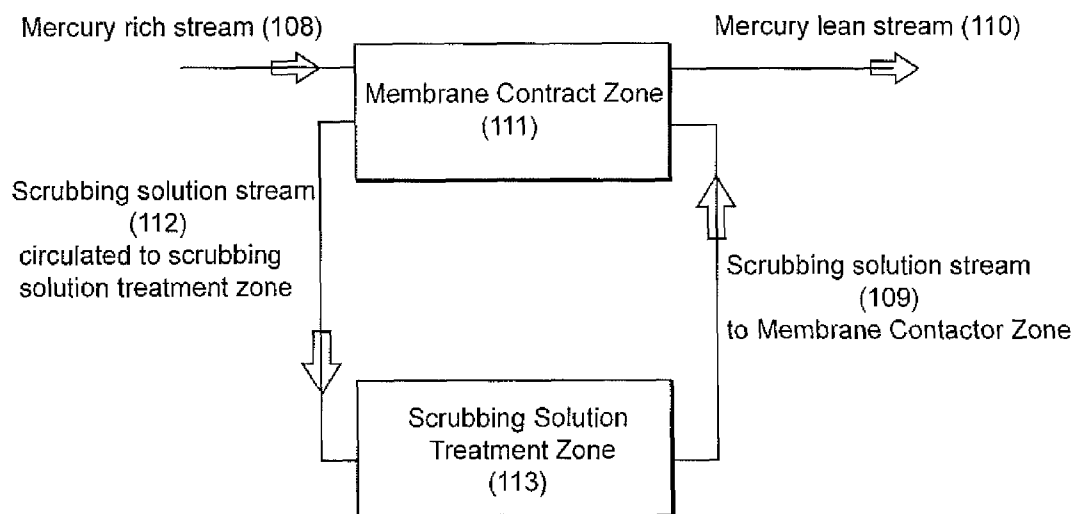 Mercury rich stream (108)
Mercury lean stream (110)
Membrane Contract Zone
(111)
Scrubbing solution stream
(112)
circulated to scrubbing
solution treatment zone
Scrubbing solution stream
(109)
to Membrane Contactor Zone
Scrubbing Solution
Treatment Zone
(113)